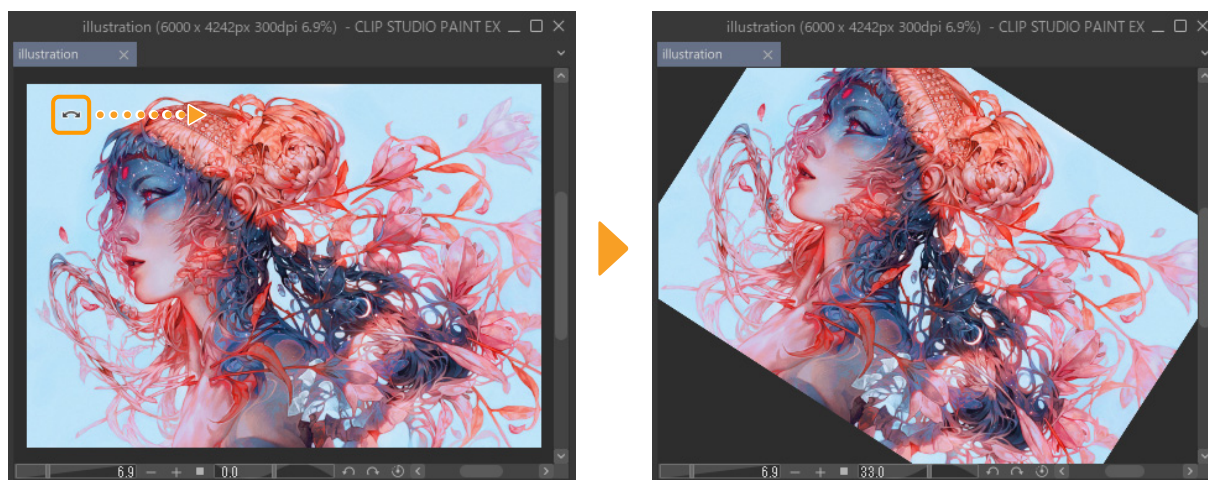 illustration (6000 x 4242px 300dpi 6.9%) - CLIP STUDIO PAINT EX
illustration
6.9
0.0
illustration (6000 x 4242px 300dpi 6.9%) - CLIP STUDIO PAINT EX
illustration
6.9
33.0